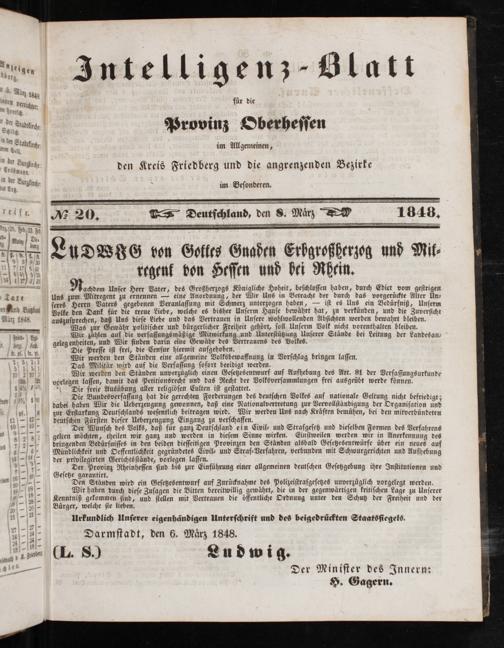 Intelligenz-Blatt
für die
Provinz Oberhessen
im Allgemeinen,
den Kreis Friedberg und die angrenzenden Bezirke
im Besonderen.
№ 20. Deutschland, den 8. März 1848.
LUDWIG von Gottes Gnaden Erbgroßherzog und Mit-
regent von Hessen und bei Rhein.
Nachdem Unser Herr Vater, des Großherzogs Königliche Hoheit, beschlossen haben, durch Edict vom gestrigen
Uns zum Mitregent zu ernennen — eine Anordnung, der Wir uns in Betracht der durch das vorgerückte Alter Un-
seres Herrn Vaters gegebenen Veranlassung mit Schmerz unterzogen haben, — ist es Uns ein Bedürfniß, Unserm
Volke den Dank für die treue Liebe, welche es bisher Unserm Hause bewährt hat, zu verkünden, und die Zuversicht
auszusprechen, daß Uns diese Liebe und das Vertrauen in Unsere wohlwollenden Absichten werden bewahrt bleiben.
Was zur Gewähr politischer und bürgerlicher Freiheit gehört, soll Unserm Volk nicht vorenthalten bleiben.
Wir zählen auf die verfassungsmäßige Mitwirkung und Unterstützung Unserer Stände bei Leitung der Landesan-
gelegenheiten, und Wir finden darin eine Gewähr des Vertrauens des Volkes.
Die Presse ist frei, die Censur hiermit aufgehoben.
Wir werden den Ständen eine allgemeine Volksbewaffnung in Vorschlag bringen lassen.
Das Militär wird auf die Verfassung sofort beeidigt werden.
Wir werden den Ständen unverzüglich einen Gesetzesentwurf auf Aufhebung des Art. 81 der Verfassungsurkunde
vorlegen lassen, damit das Petitionsrecht und das Recht der Volksversammlungen frei ausgeübt werde können.
Die freie Ausübung aller religiöser Culten ist gestattet.
Die Bundesverfassung hat die gerechten Forderungen des deutschen Volkes auf nationale Geltung nicht befriedigt;
dabei haben Wir die Ueberzeugung gewonnen, daß eine Nationalvertretung zur Vervollständigung der Organisation und
zur Erstarkung Deutschlands wesentlich beitragen wird. Wir werden Uns nach Kräften bemühen, bei den mitverbündeten
deutschen Fürsten dieser Ueberzeugung Eingang zu verschaffen.
Der Wunsch des Volks, daß für ganz Deutschland ein Civil- und Strafgesetz und dieselben Formen des Verfahrens
gelten möchten, theilen wir ganz und werden in diesem Sinne wirken. Einstweilen werden wir in Anerkennung des
dringenden Bedürfnisses in den beiden diesseitigen Provinzen Unsern Ständen Gesetzesentwürfe über ein neues auf
Mündlichkeit und Oeffentlichkeit gegründetes Civil- und Straf-Verfahren, verbunden mit Schwurgerichten und Aufhebung
der privilegirten Gerichtsstände, vorlegen lassen.
Der Provinz Rheinhessen sind bis zur Einführung einer allgemeinen deutschen Gesetzgebung ihre Institutionen und
Gesetze garantirt.
Den Ständen wird ein Gesetzesentwurf auf Zurücknahme des Polizeistrafgesetzes unverzüglich vorgelegt werden.
Wir haben durch diese Zusagen die Bitten bereitwillig gewährt, die in der gegenwärtigen kritischen Lage zu Unserer
Kenntniß gekommen sind, und stellen mit Vertrauen die öffentliche Ordnung unter den Schutz der Freiheit und der
Bürger, welche sie lieben.
Urkundlich Unserer eigenhändigen Unterschrift und des beigedrückten Staatssiegels.
Darmstadt, den 6. März 1848.
(L. S.) Ludwig.
Der Minister des Innern:
H. Gagern.